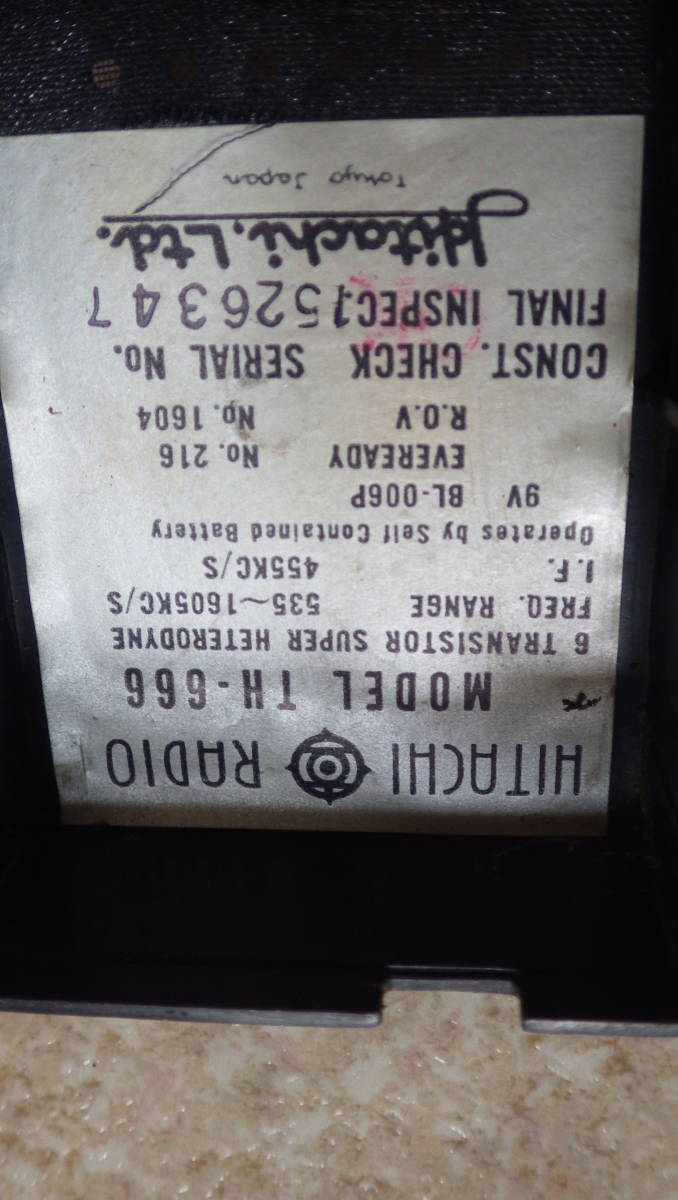 HITACHI RADIO
MODEL TH-666
6 TRANSISTOR SUPER HETERODYNE
FREQ. RANGE 535~1605KC/S
I.F. 455KC/S
Operates by Self Contained Battery
9V BL-006P
EVEREADY No. 216
R.O.V No. 1604
CONST. CHECK SERIAL No.
FINAL INSPEC. 1526347
Hitachi, Ltd.
Tokyo Japan